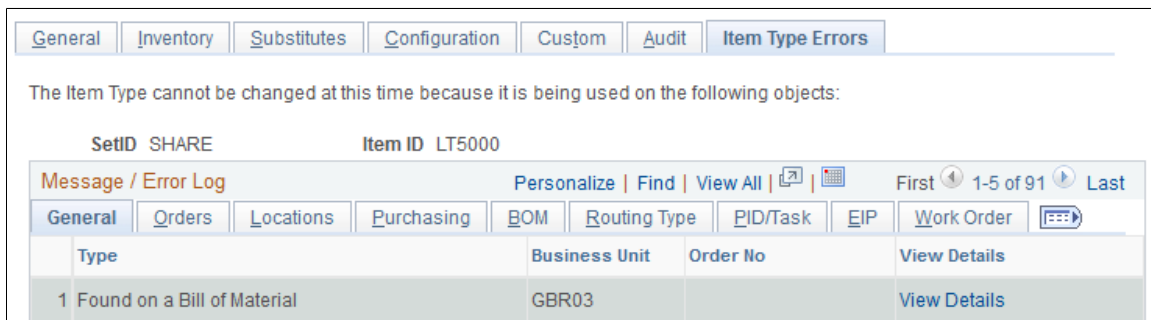 General Inventory Substitutes Configuration Custom Audit Item Type Errors
The Item Type cannot be changed at this time because it is being used on the following objects:
SetID SHARE Item ID LT5000
Message / Error Log Personalize | Find | View All | | First 1-5 of 91 Last
General Orders Locations Purchasing BOM Routing Type PID/Task EIP Work Order
Type Business Unit Order No View Details
1 Found on a Bill of Material GBR03 View Details